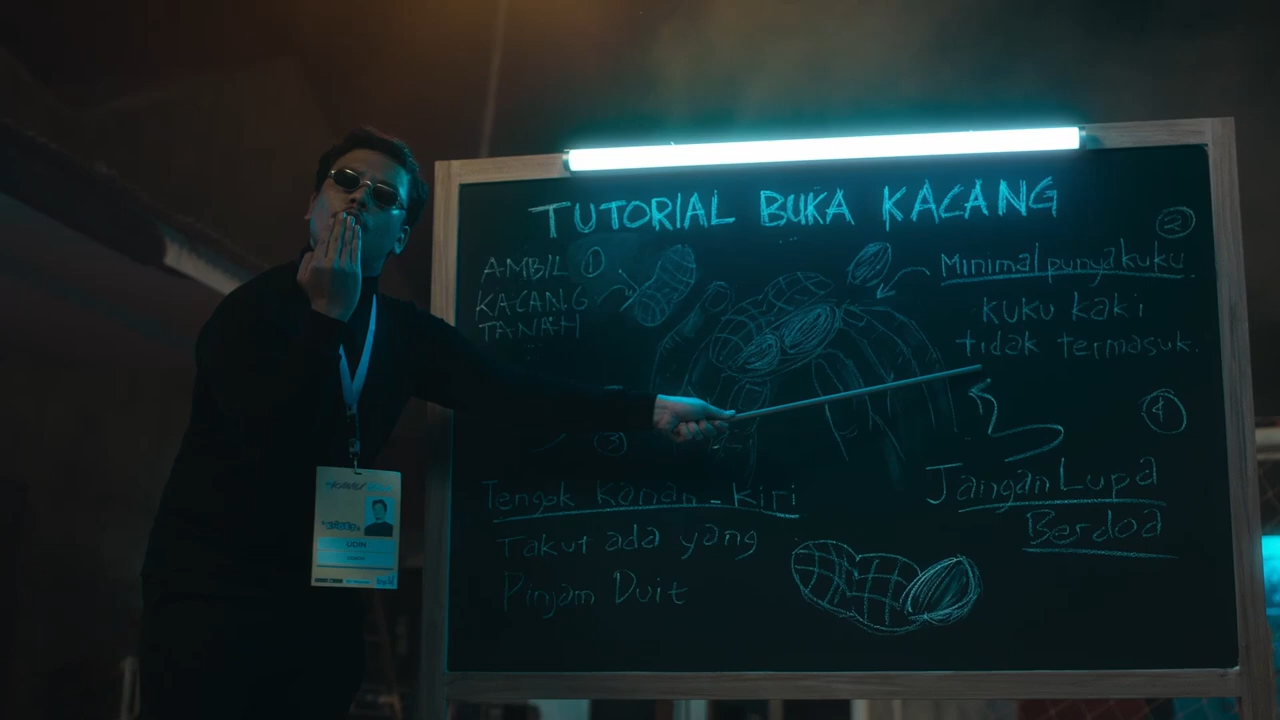 TUTORIAL BUKA KACANG
AMBIL ①
KACANG
TANAH
②
Minimal punya kuku
kuku kaki
tidak termasuk.
③
Tengok kanan - kiri
Takut ada yang
Pinjam Duit
④
Jangan Lupa
Berdoa
UDIN